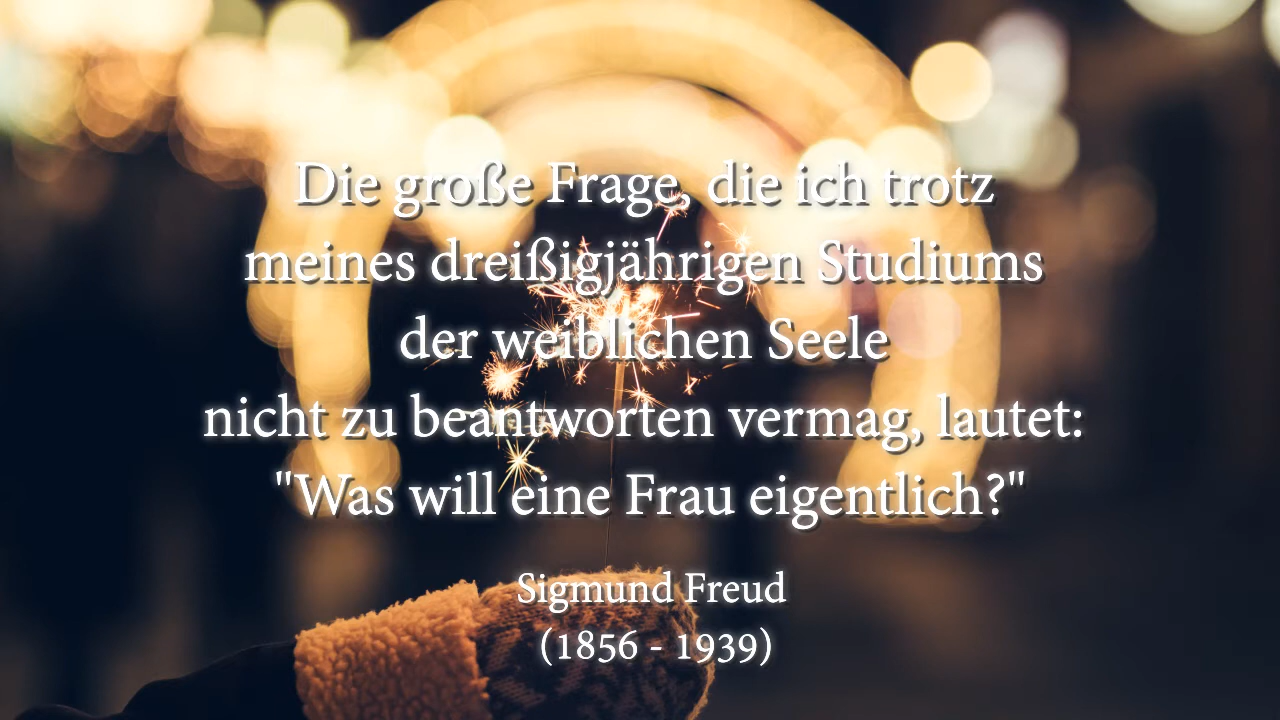 Die große Frage, die ich trotz
meines dreißigjährigen Studiums
der weiblichen Seele
nicht zu beantworten vermag, lautet:
"Was will eine Frau eigentlich?"
Sigmund Freud
(1856 - 1939)